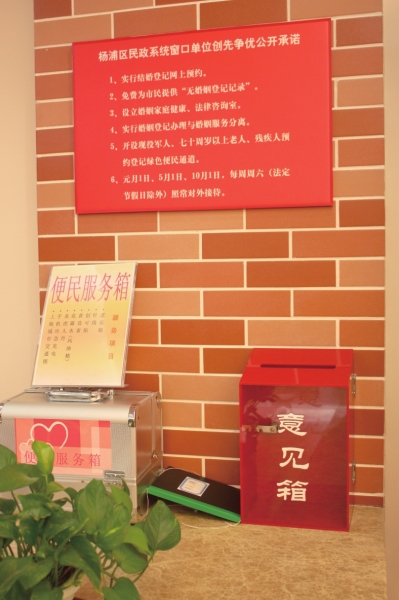 杨浦区民政系统窗口单位创先争优公开承诺
1、实行结婚登记网上预约。
2、免费为市民提供“无婚姻登记记录”。
3、设立婚姻家庭健康、法律咨询室。
4、实行婚姻登记办理与婚姻服务分离。
5、开设现役军人、七十周岁以上老人、残疾人预
约登记绿色便民通道。
6、元月1日、5月1日、10月1日、每周周六（法定
节假日除外）照常对外接待。
便民服务箱
便民服务箱
意见箱